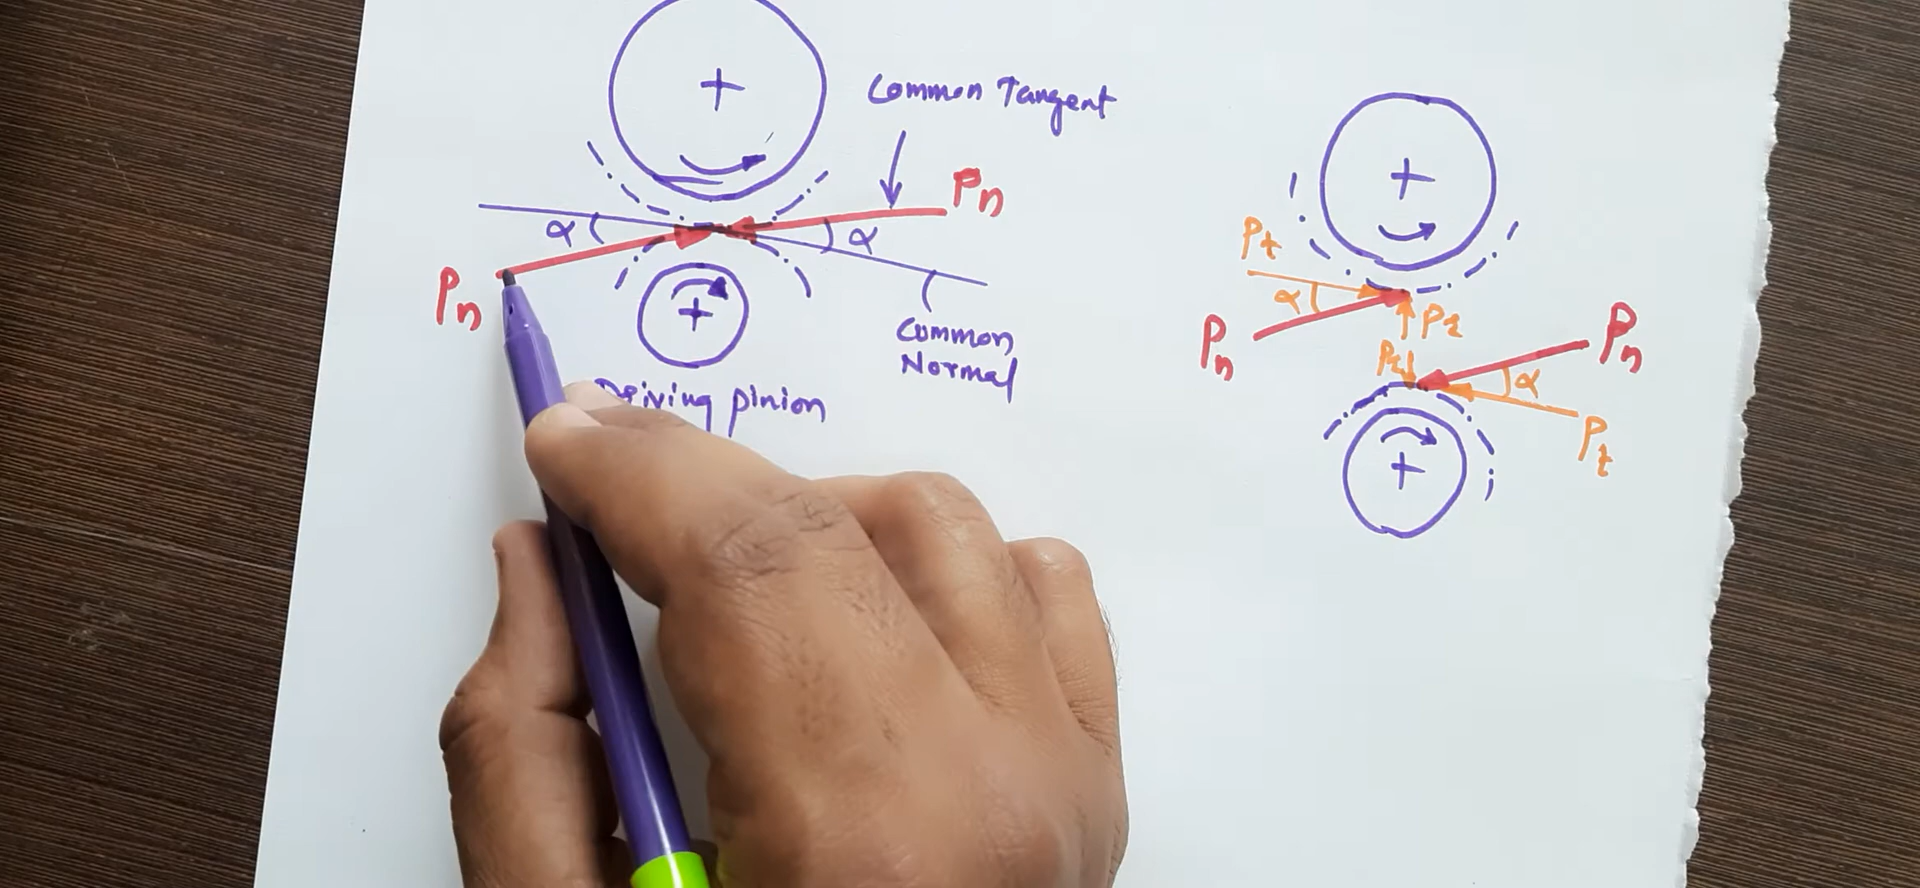 Common Tangent
Pn
α
α
Pn
Common
Normal
Driving pinion
Pt
α
Pn
Pr
Pr
Pn
α
Pt